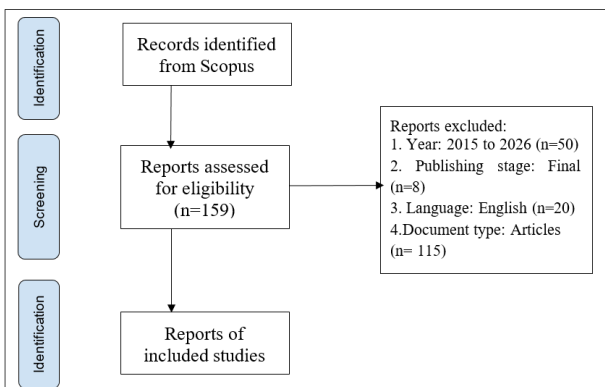 Identification
Records identified
from Scopus
Screening
Reports assessed
for eligibility
(n=159)
Reports excluded:
1. Year: 2015 to 2026 (n=50)
2. Publishing stage: Final
(n=8)
3. Language: English (n=20)
4.Document type: Articles
(n= 115)
Identification
Reports of
included studies